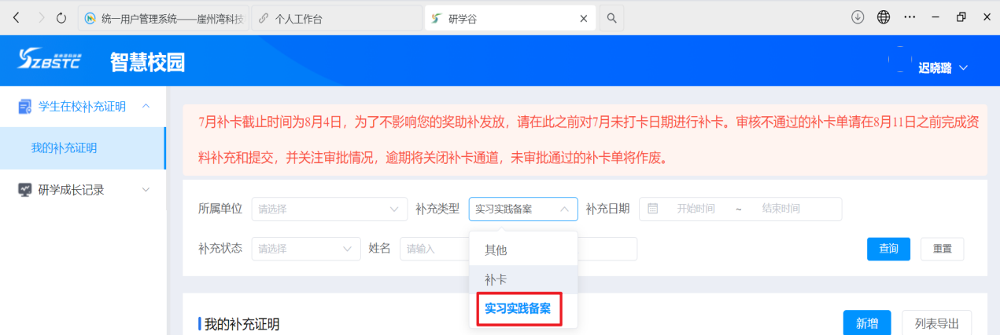 统一用户管理系统——崖州湾科技
个人工作台
研学谷
YZBSTC
智慧校园
迟晓璐
学生在校补充证明
我的补充证明
研学成长记录
7月补卡截止时间为8月4日，为了不影响您的奖助补发放，请在此之前对7月未打卡日期进行补卡。审核不通过的补卡单请在8月11日之前完成资
料补充和提交，并关注审批情况，逾期将关闭补卡通道，未审批通过的补卡单将作废。
所属单位 请选择 补充类型 实习实践备案 补充日期 开始时间 ~ 结束时间
补充状态 请选择 姓名 请输入 查询 重置
其他
补卡
实习实践备案
我的补充证明 新增 列表导出